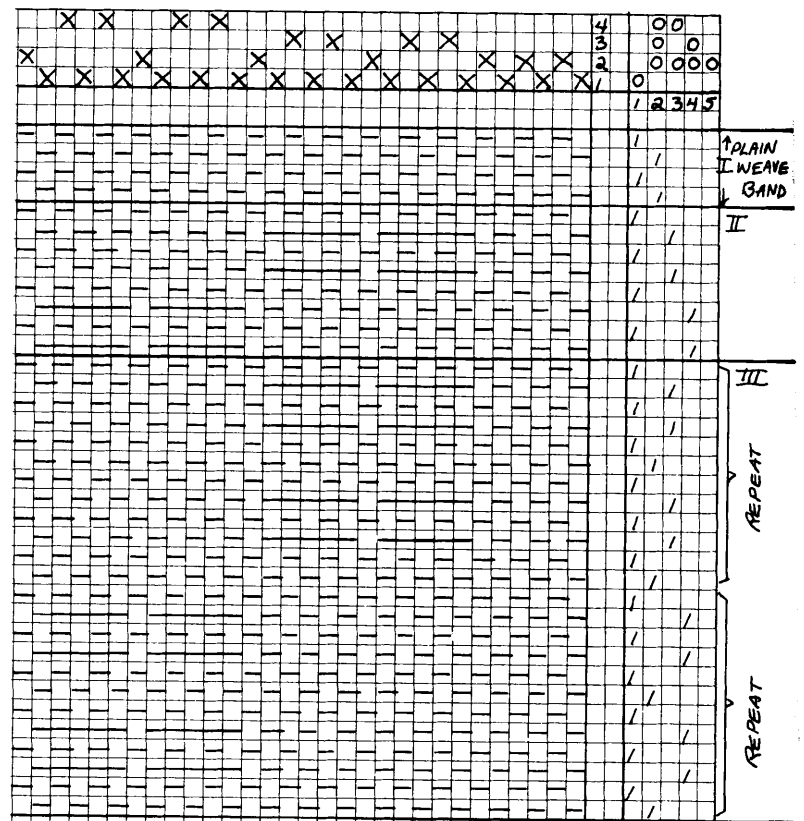 4
3
2
1
1 2 3 4 5
PLAIN
I WEAVE
BAND
II
III
REPEAT
REPEAT